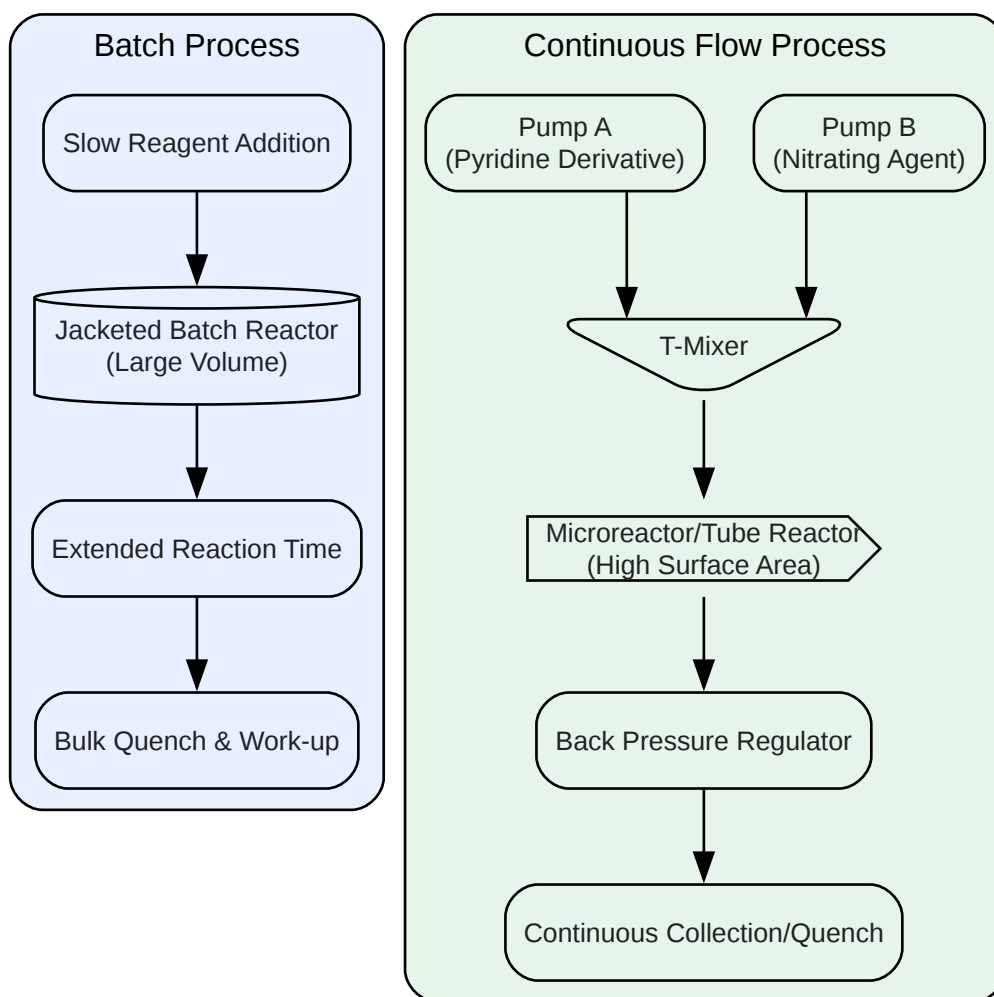 Batch Process
Slow Reagent Addition
Jacketed Batch Reactor
(Large Volume)
Extended Reaction Time
Bulk Quench & Work-up
Continuous Flow Process
Pump A
(Pyridine Derivative)
Pump B
(Nitrating Agent)
T-Mixer
Microreactor/Tube Reactor
(High Surface Area)
Back Pressure Regulator
Continuous Collection/Quench